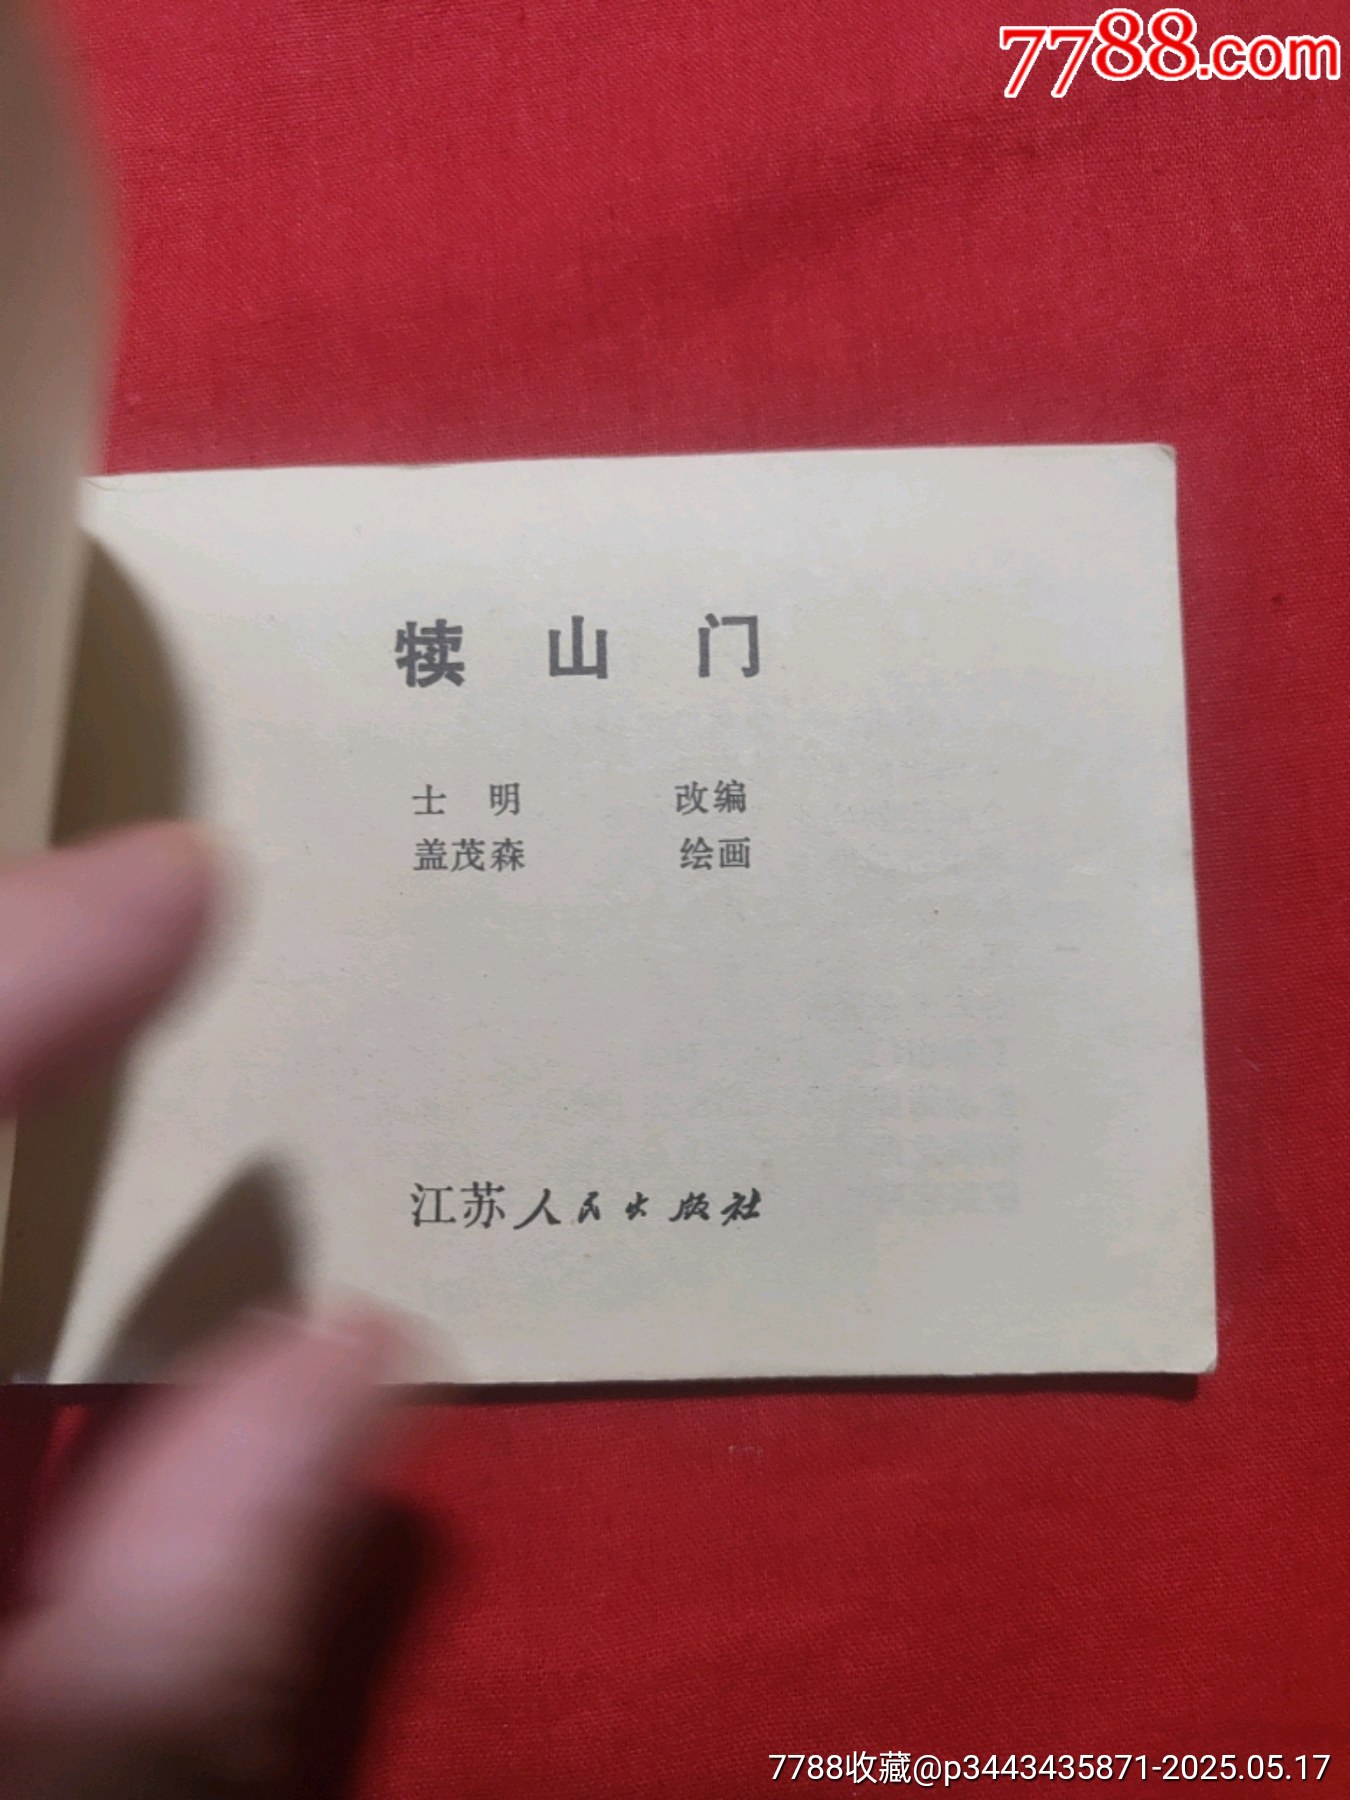 7788.com
犊 山 门
士 明 改编
盖茂森 绘画
江苏人民出版社
7788收藏@p3443435871-2025.05.17